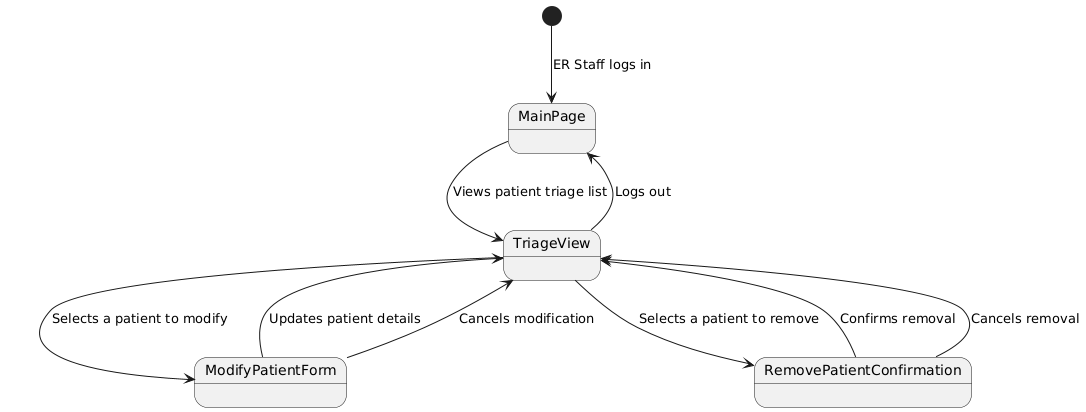 ER Staff logs in
MainPage
Views patient triage list
Logs out
TriageView
Selects a patient to modify
Updates patient details
Cancels modification
Selects a patient to remove
Confirms removal
Cancels removal
ModifyPatientForm
RemovePatientConfirmation